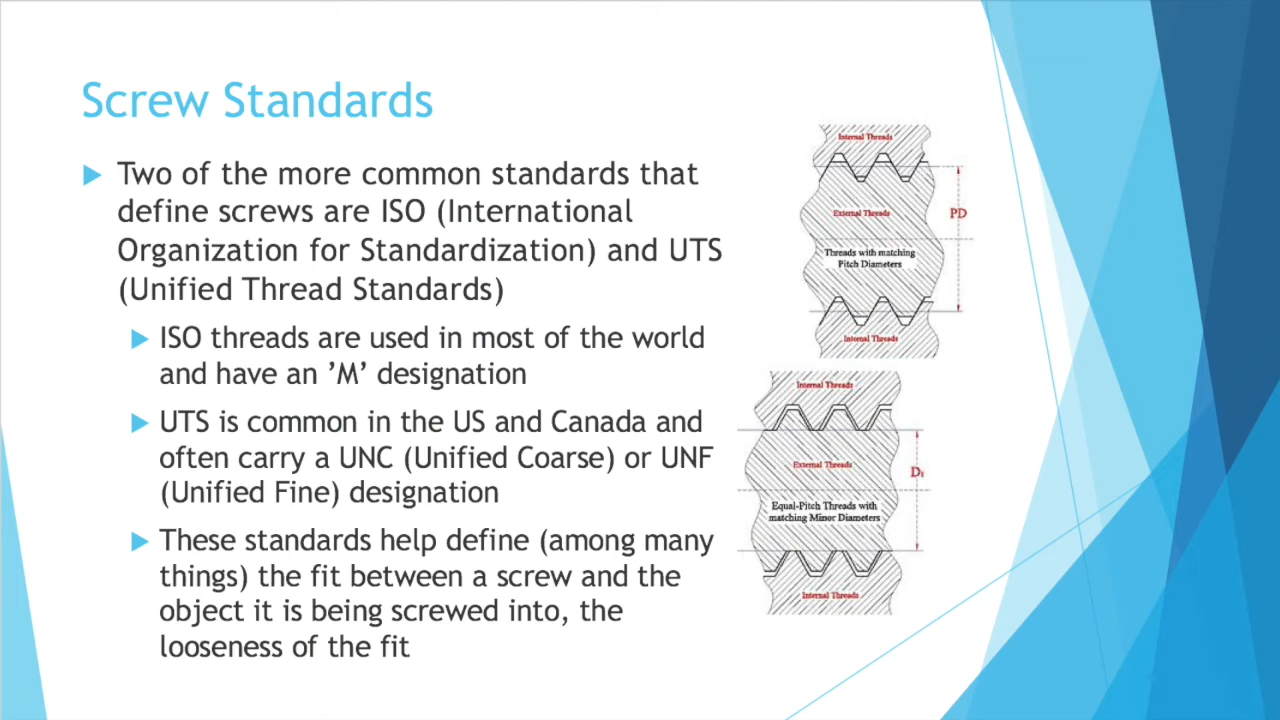 Screw Standards
Two of the more common standards that
define screws are ISO (International
Organization for Standardization) and UTS
(Unified Thread Standards)
ISO threads are used in most of the world
and have an ’M’ designation
UTS is common in the US and Canada and
often carry a UNC (Unified Coarse) or UNF
(Unified Fine) designation
These standards help define (among many
things) the fit between a screw and the
object it is being screwed into, the
looseness of the fit
Internal Threads
External Threads
PD
Threads with matching
Pitch Diameters
Internal Threads
Internal Threads
External Threads
D₁
Equal-Pitch Threads with
matching Minor Diameters
Internal Threads